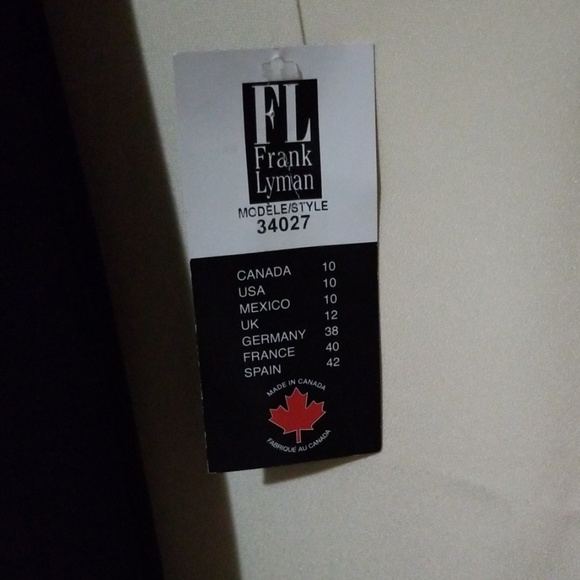 FL
Frank
Lyman
MODÈLE/STYLE
34027
CANADA 10
USA 10
MEXICO 10
UK 12
GERMANY 38
FRANCE 40
SPAIN 42
MADE IN CANADA
FABRIQUÉ AU CANADA